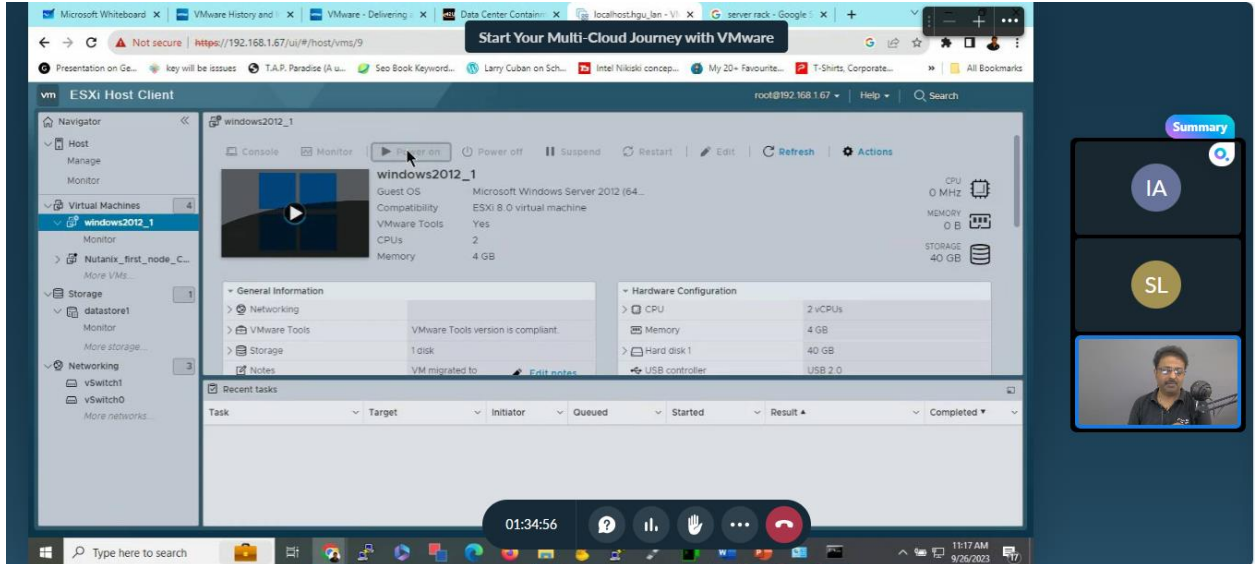 Microsoft Whiteboard
VMware History and
VMware - Delivering
Data Center Containm
localhost.hgu_lan - V
server rack - Google
Start Your Multi-Cloud Journey with VMware
Not secure https://192.168.1.67/ui/#/host/vms/9
Presentation on Ge... key will be isssues T.A.P. Paradise (A u... Seo Book Keyword... Larry Cuban on Sch... Intel Nikiski concep... My 20+ Favourite... T-Shirts, Corporate... All Bookmarks
vm ESXi Host Client
root@192.168.1.67 Help Search
Navigator
Host
Manage
Monitor
Virtual Machines 4
windows2012_1
Monitor
Nutanix_first_node_C...
More VMs...
Storage 1
datastore1
Monitor
More storage...
Networking 3
vSwitch1
vSwitch0
More networks...
windows2012_1
Console Monitor Power on Power off Suspend Restart Edit Refresh Actions
windows2012_1
Guest OS Microsoft Windows Server 2012 (64...
Compatibility ESXi 8.0 virtual machine
VMware Tools Yes
CPUs 2
Memory 4 GB
CPU
0 MHz
MEMORY
0 B
STORAGE
40 GB
General Information
Networking
VMware Tools VMware Tools version is compliant.
Storage 1 disk
Notes VM migrated to Edit notes
Hardware Configuration
CPU 2 vCPUs
Memory 4 GB
Hard disk 1 40 GB
USB controller USB 2.0
Recent tasks
Task Target Initiator Queued Started Result Completed
01:34:56
Type here to search
11:17 AM
9/26/2023
17
Summary
IA
SL